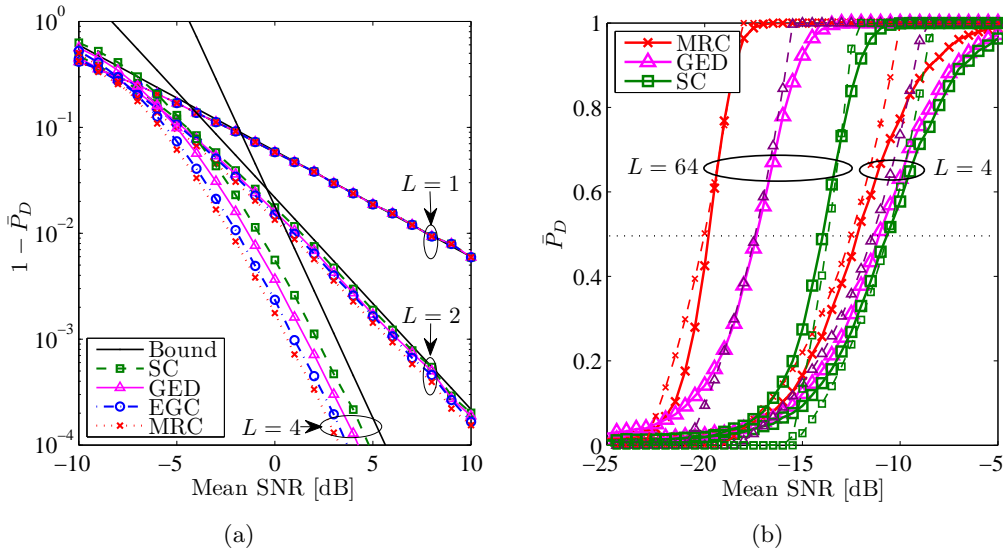 10^0
10^{-1}
10^{-2}
10^{-3}
10^{-4}
1 − P̄_D
L = 1
L = 2
L = 4
Bound
SC
GED
EGC
MRC
−10
−5
0
5
10
Mean SNR [dB]
(a)
1
0.8
0.6
0.4
0.2
0
P̄_D
MRC
GED
SC
L = 64
L = 4
−25
−20
−15
−10
−5
Mean SNR [dB]
(b)